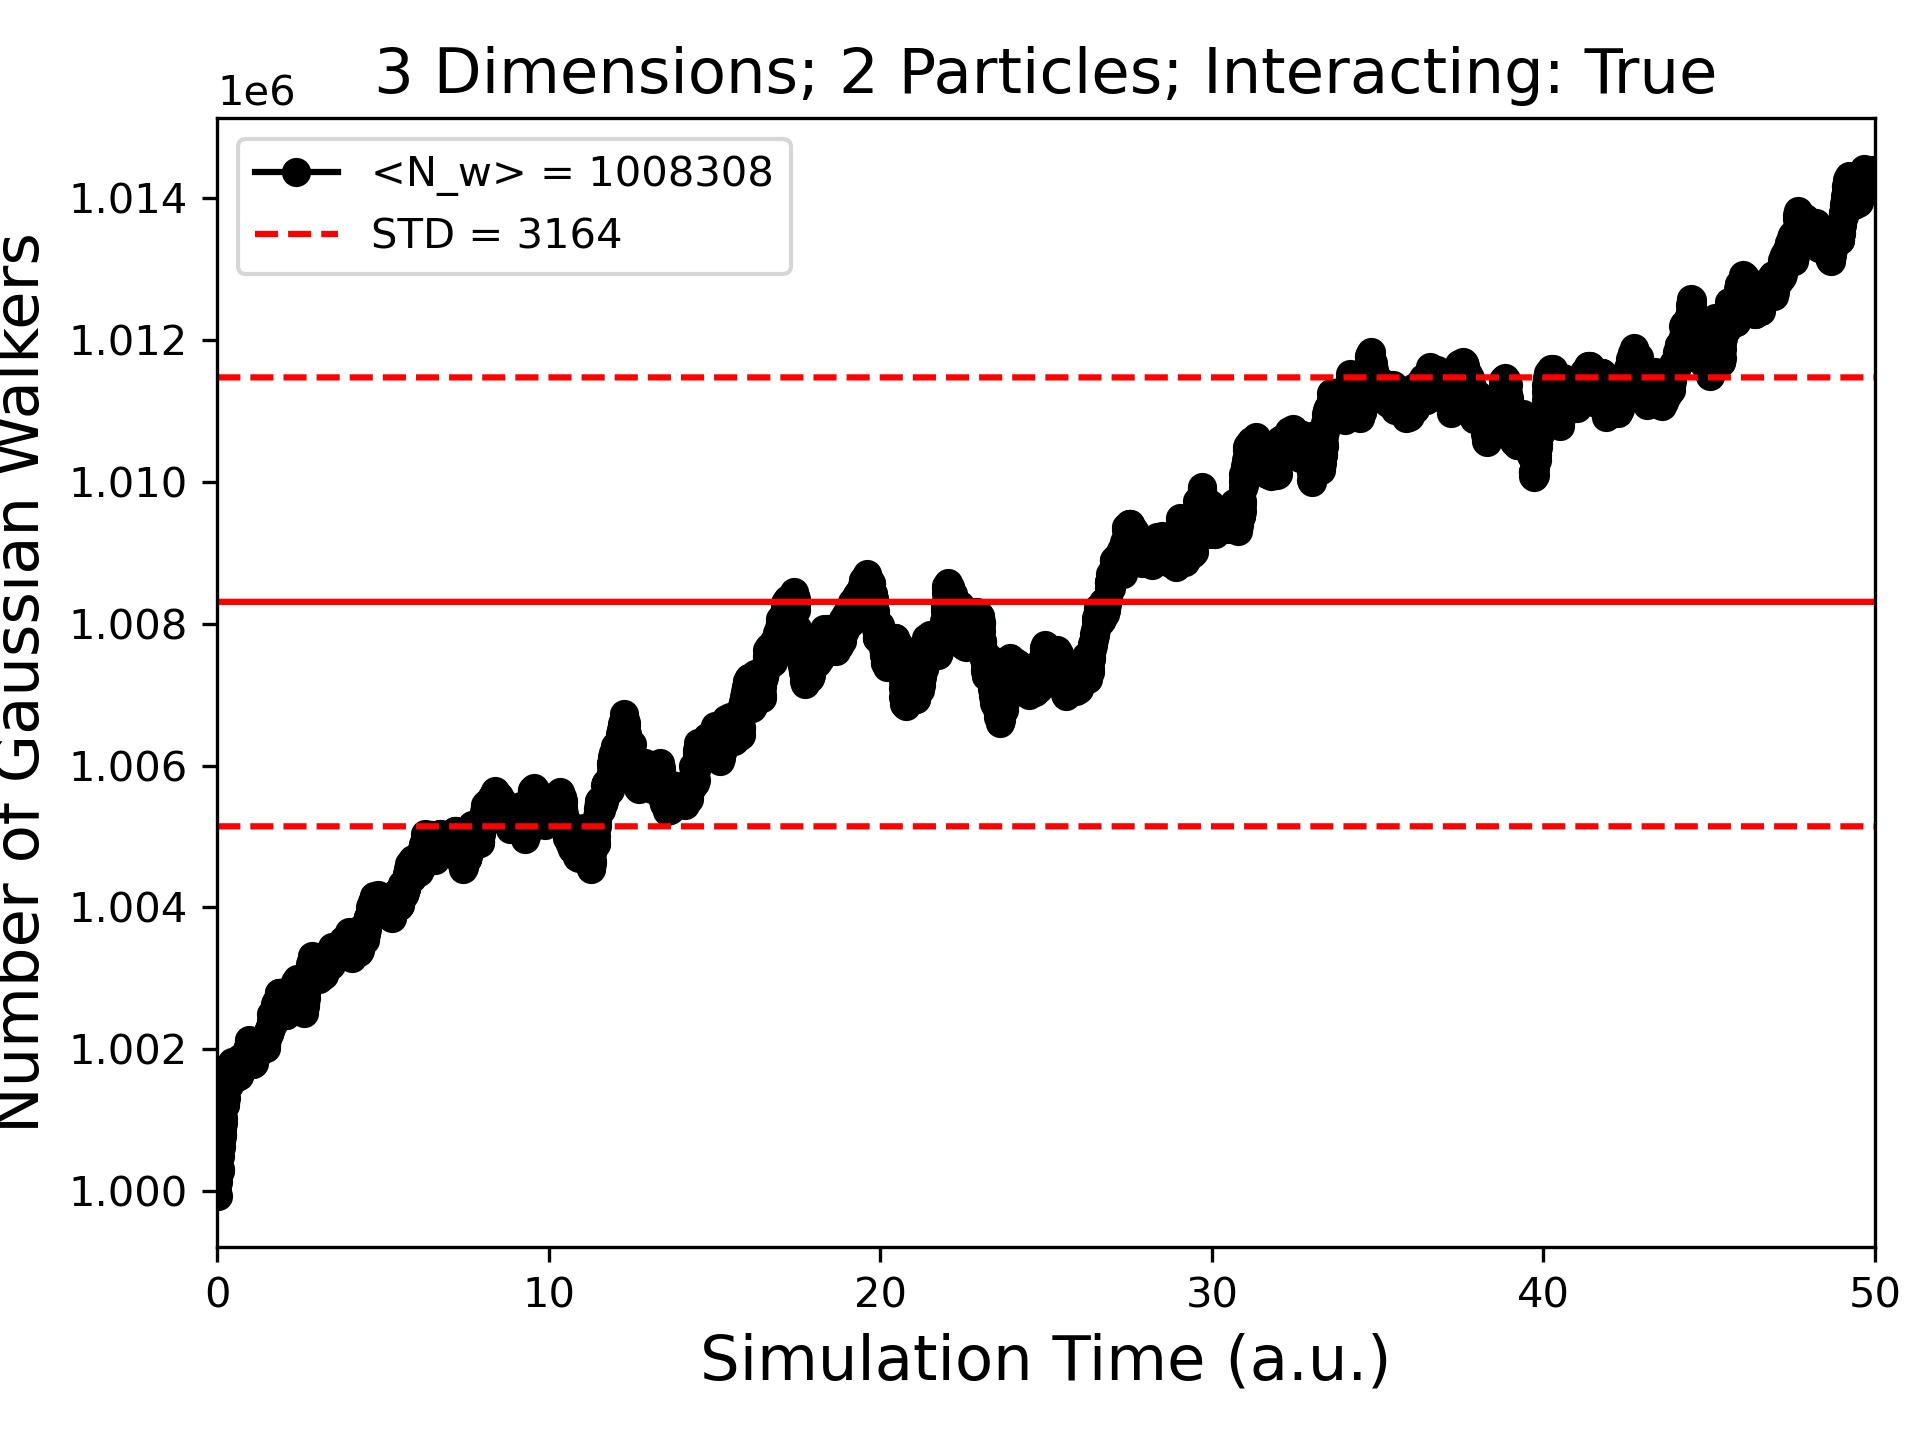 3 Dimensions; 2 Particles; Interacting: True
1e6
<N_w> = 1008308
STD = 3164
Number of Gaussian Walkers
1.014
1.012
1.010
1.008
1.006
1.004
1.002
1.000
0 10 20 30 40 50
Simulation Time (a.u.)